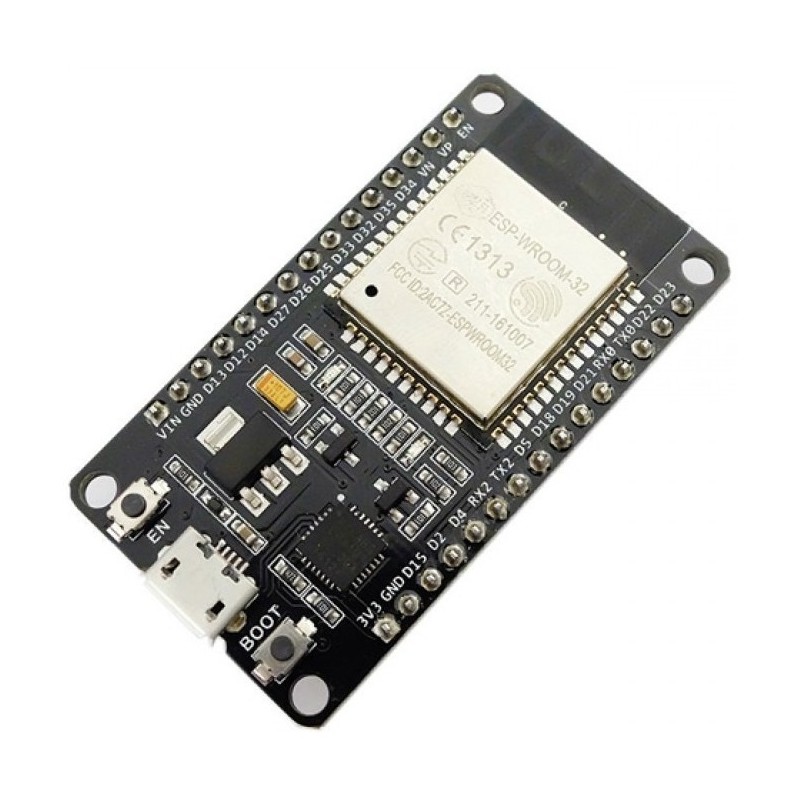 EN
VP
VN
D34
D35
D32
D33
D25
D26
D27
D14
D12
D13
GND
VIN
ESP-WROOM-32
CE1313
R 211-161007
FCC ID:2AC7Z-ESPWROOM32
D23
D22
TX0
RX0
D21
D19
D18
D5
TX2
RX2
D4
D2
D15
GND
3V3
EN
BOOT